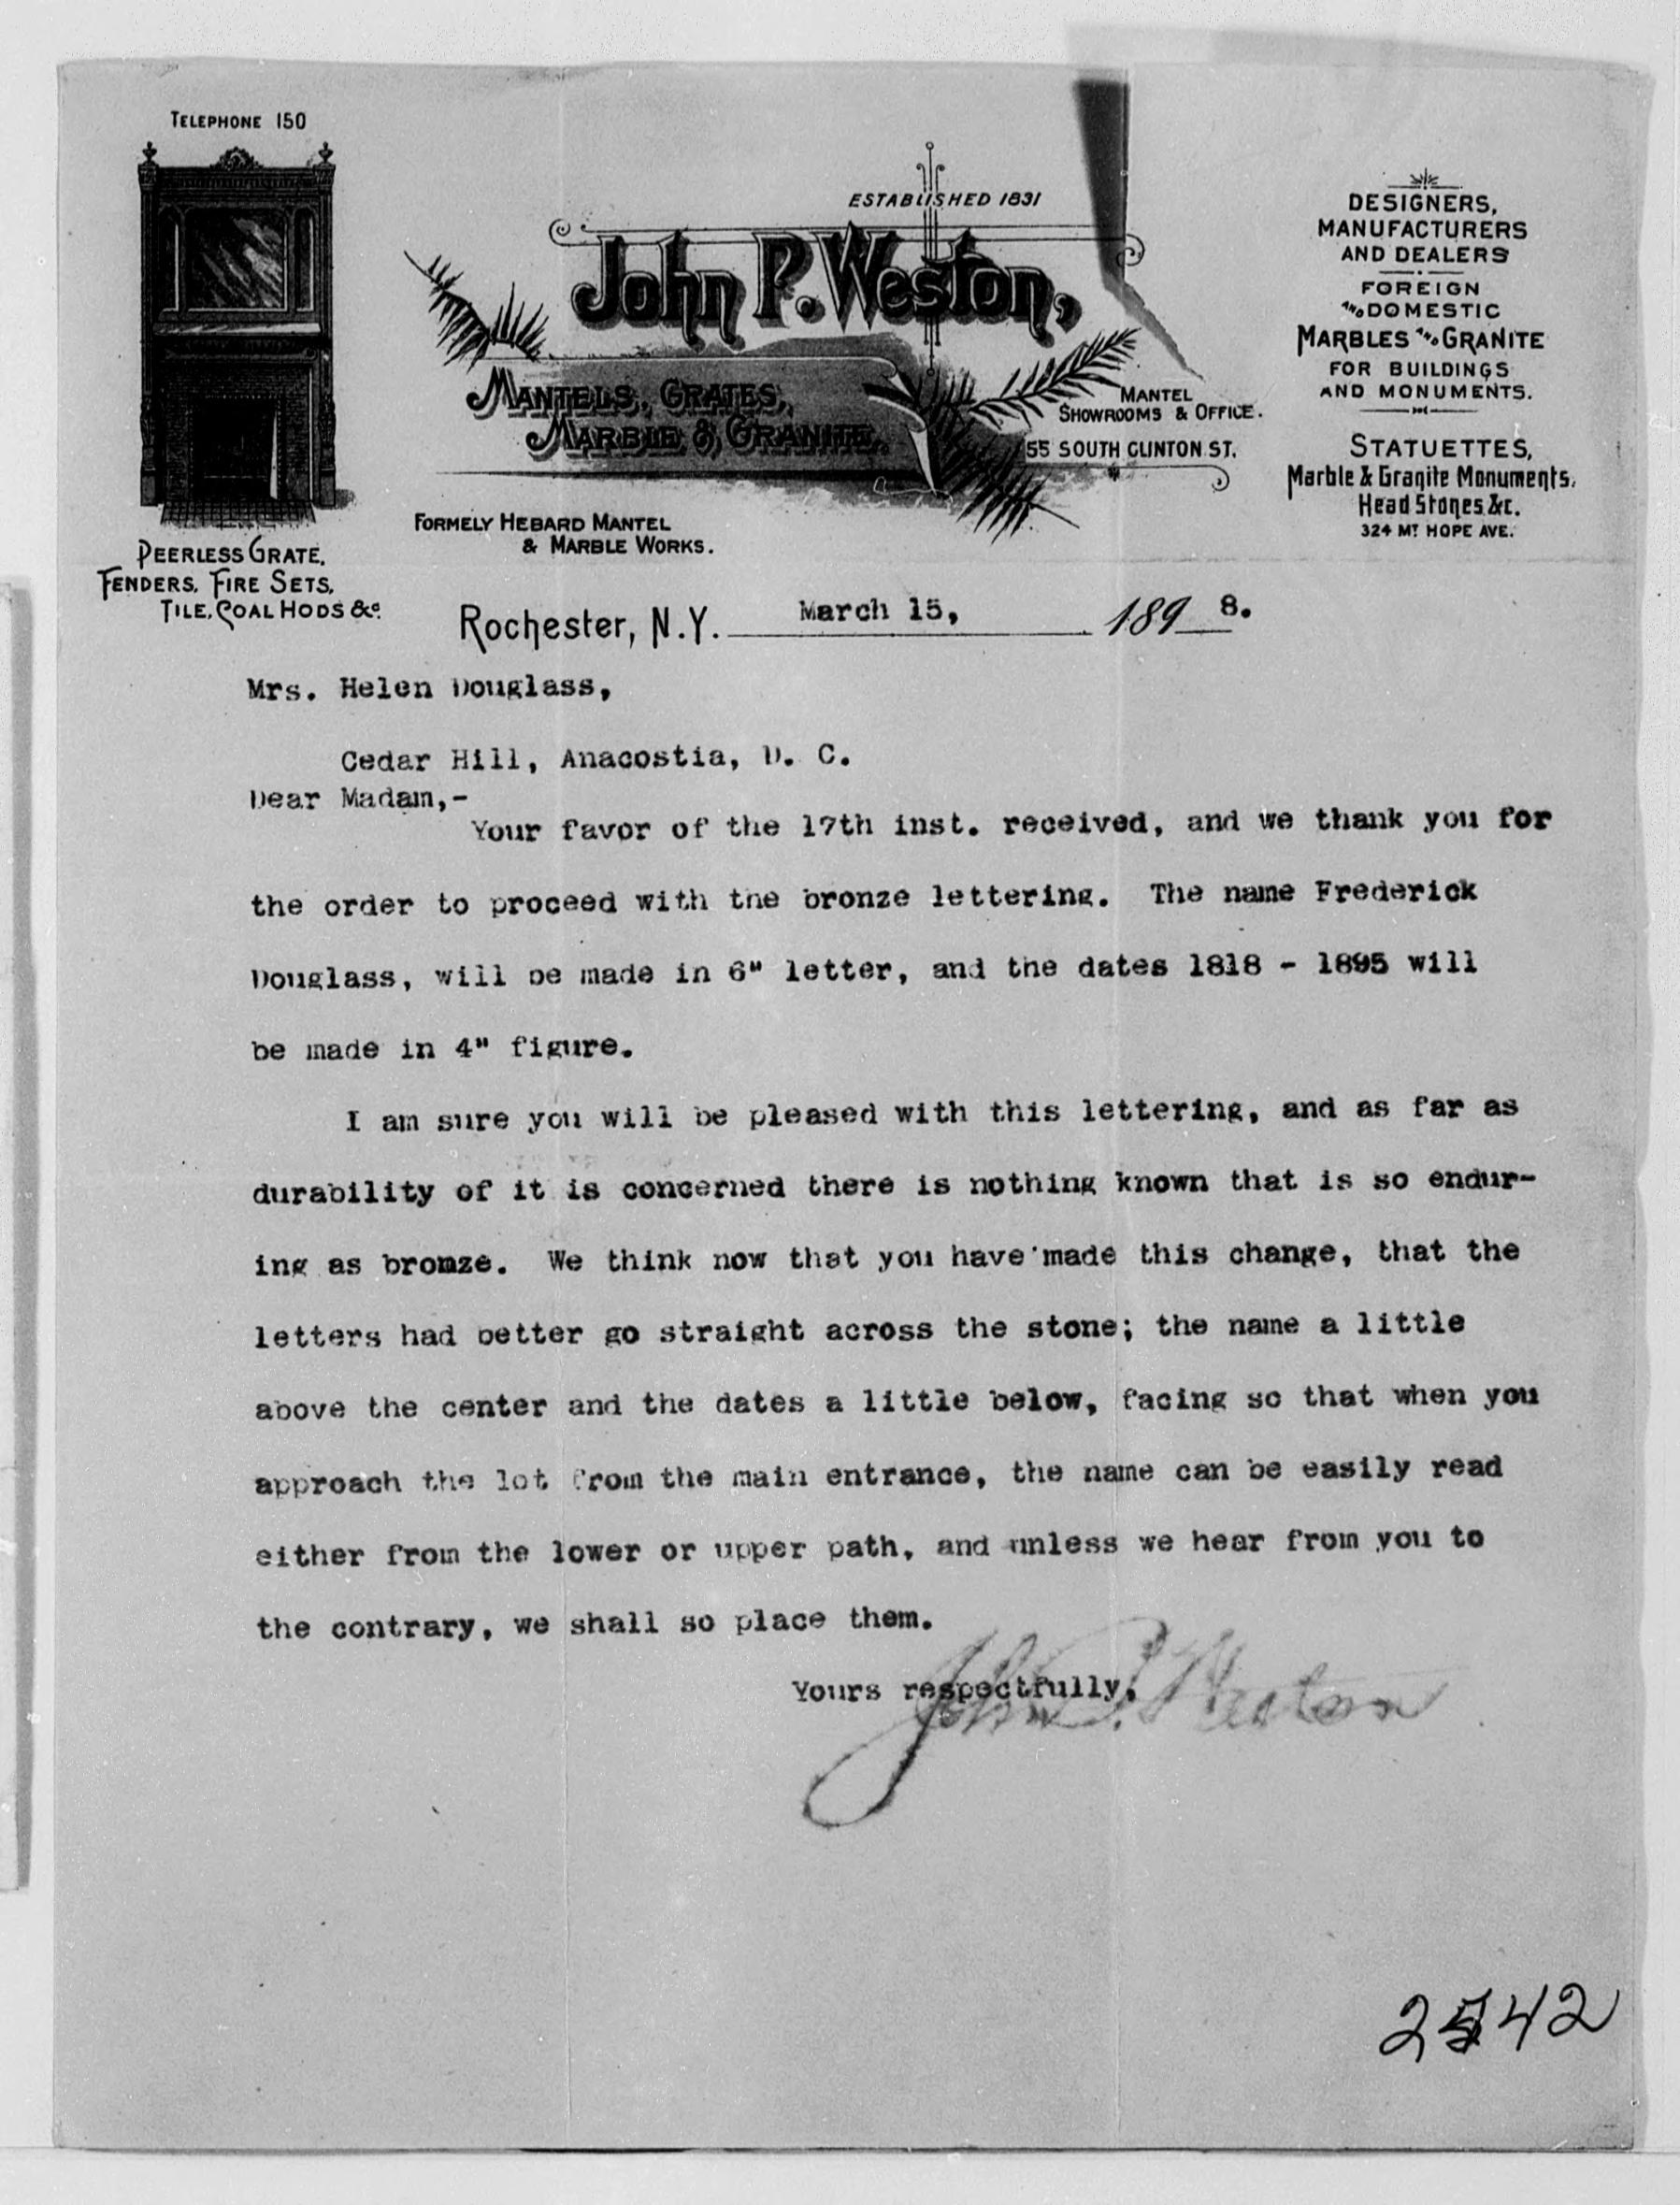 TELEPHONE 150
ESTABLISHED 1831
John P. Weston,
MANTELS, GRATES,
MARBLE & GRANITE.
MANTEL
SHOWROOMS & OFFICE.
55 SOUTH CLINTON ST.
FORMELY HEBARD MANTEL
& MARBLE WORKS.
PEERLESS GRATE,
FENDERS, FIRE SETS,
TILE, COAL HODS &c.
DESIGNERS,
MANUFACTURERS
AND DEALERS
FOREIGN
AND DOMESTIC
MARBLES AND GRANITE
FOR BUILDINGS
AND MONUMENTS.
STATUETTES,
Marble & Granite Monuments,
Head Stones &c.
324 MT HOPE AVE.
Rochester, N.Y. March 15, 1898.
Mrs. Helen Douglass,
Cedar Hill, Anacostia, D. C.
Dear Madam,-
Your favor of the 17th inst. received, and we thank you for
the order to proceed with the bronze lettering. The name Frederick
Douglass, will be made in 6" letter, and the dates 1818 - 1895 will
be made in 4" figure.
I am sure you will be pleased with this lettering, and as far as
durability of it is concerned there is nothing known that is so endur-
ing as bronze. We think now that you have made this change, that the
letters had better go straight across the stone; the name a little
above the center and the dates a little below, facing so that when you
approach the lot from the main entrance, the name can be easily read
either from the lower or upper path, and unless we hear from you to
the contrary, we shall so place them.
Yours respectfully,
John P. Weston